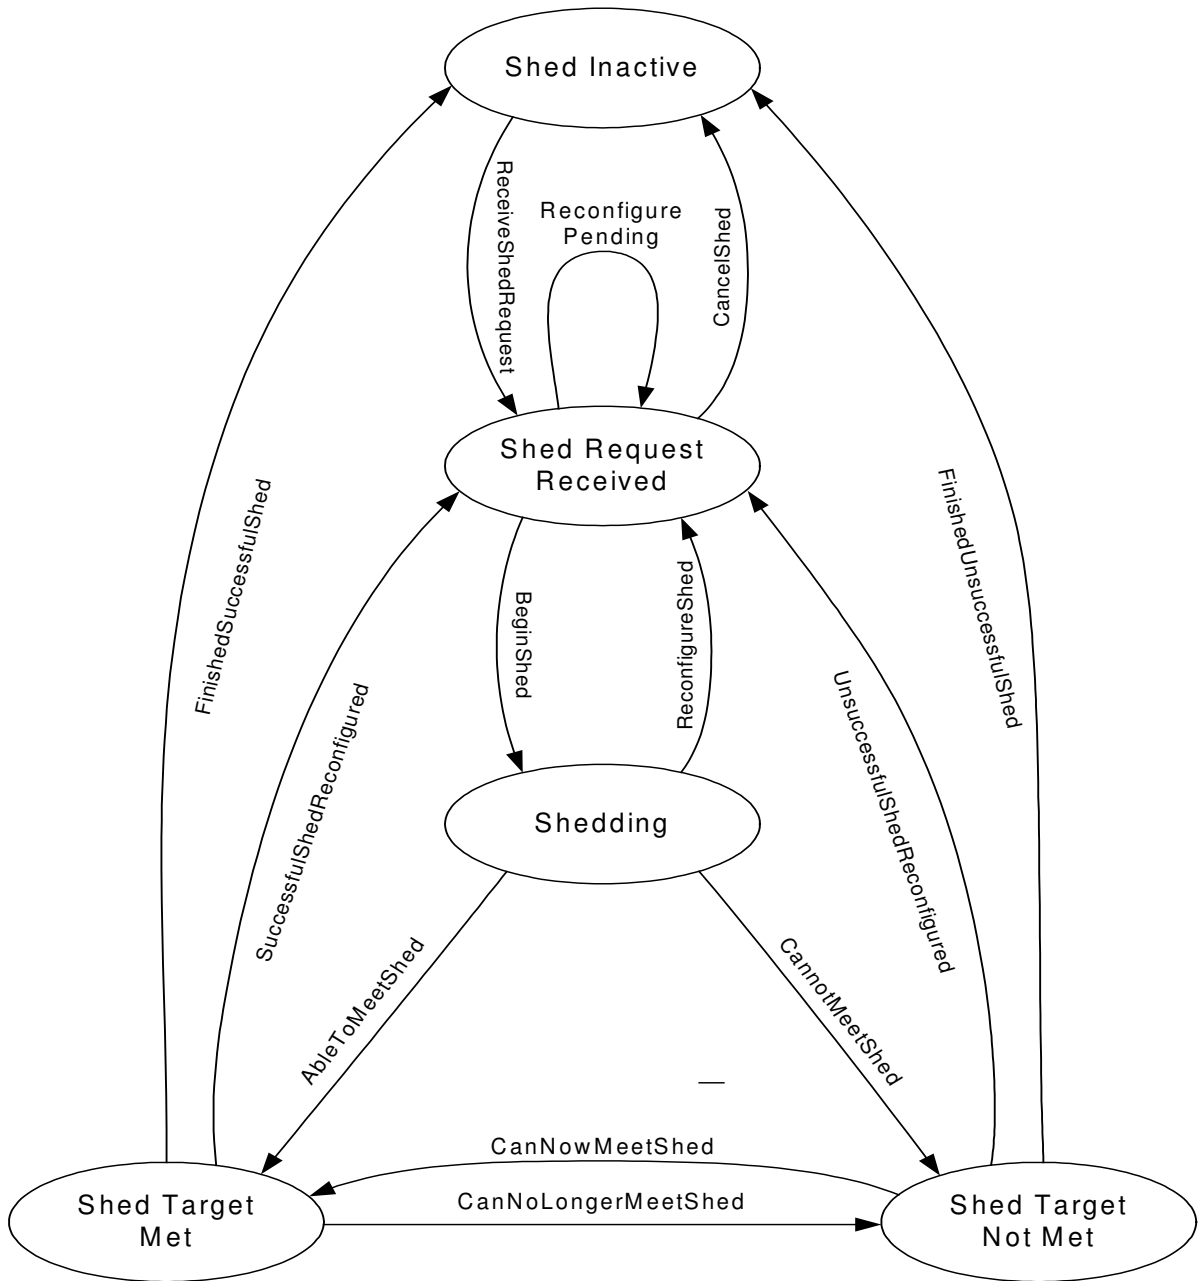 Shed Inactive
ReceiveShedRequest
Reconfigure
Pending
CancelShed
Shed Request
Received
FinishedSuccessfulShed
FinishedUnsuccessfulShed
BeginShed
ReconfigureShed
SuccessfulShedReconfigured
UnsuccessfulShedReconfigured
Shedding
AbleToMeetShed
CannotMeetShed
CanNowMeetShed
CanNoLongerMeetShed
Shed Target
Met
Shed Target
Not Met